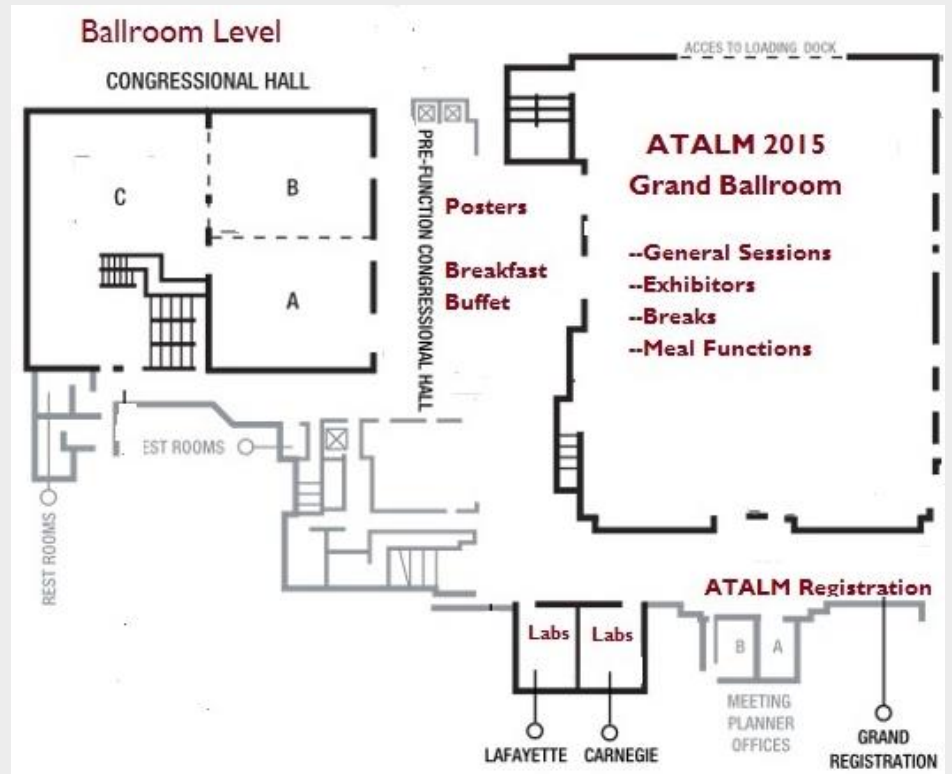 Ballroom Level
CONGRESSIONAL HALL
ACCES TO LOADING DOCK
C
B
A
PRE-FUNCTION CONGRESSIONAL HALL
Posters
Breakfast
Buffet
ATALM 2015
Grand Ballroom
--General Sessions
--Exhibitors
--Breaks
--Meal Functions
EST ROOMS
REST ROOMS
ATALM Registration
Labs
Labs
B
A
MEETING
PLANNER
OFFICES
LAFAYETTE
CARNEGIE
GRAND
REGISTRATION